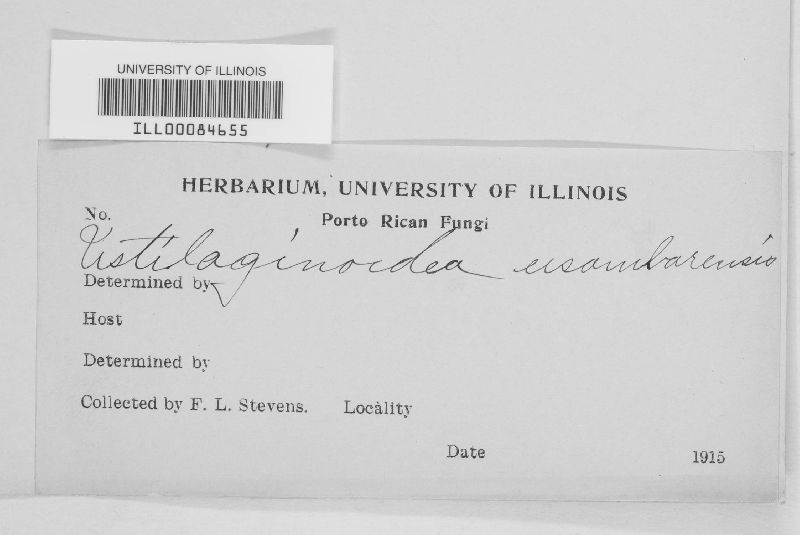 UNIVERSITY OF ILLINOIS
ILL00084655
HERBARIUM, UNIVERSITY OF ILLINOIS
No. Porto Rican Fungi
Ustilaginoidea usambarensis
Determined by
Host
Determined by
Collected by F. L. Stevens. Locality
Date 1915